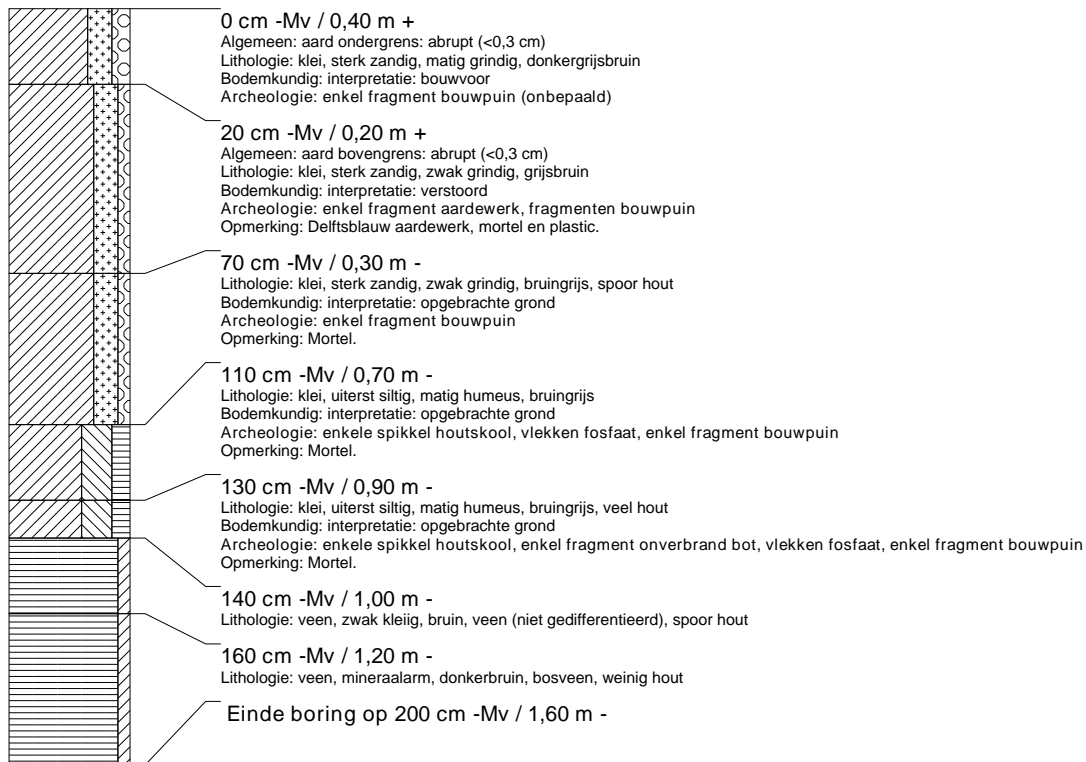 0 cm -Mv / 0,40 m +
Algemeen: aard ondergrens: abrupt (<0,3 cm)
Lithologie: klei, sterk zandig, matig grindig, donkergrijsbruin
Bodemkundig: interpretatie: bouwvoor
Archeologie: enkel fragment bouwpuin (onbepaald)
20 cm -Mv / 0,20 m +
Algemeen: aard bovengrens: abrupt (<0,3 cm)
Lithologie: klei, sterk zandig, zwak grindig, grijsbruin
Bodemkundig: interpretatie: verstoord
Archeologie: enkel fragment aardewerk, fragmenten bouwpuin
Opmerking: Delftsblauw aardewerk, mortel en plastic.
70 cm -Mv / 0,30 m -
Lithologie: klei, sterk zandig, zwak grindig, bruingrijs, spoor hout
Bodemkundig: interpretatie: opgebrachte grond
Archeologie: enkel fragment bouwpuin
Opmerking: Mortel.
110 cm -Mv / 0,70 m -
Lithologie: klei, uiterst siltig, matig humeus, bruingrijs
Bodemkundig: interpretatie: opgebrachte grond
Archeologie: enkele spikkel houtskool, vlekken fosfaat, enkel fragment bouwpuin
Opmerking: Mortel.
130 cm -Mv / 0,90 m -
Lithologie: klei, uiterst siltig, matig humeus, bruingrijs, veel hout
Bodemkundig: interpretatie: opgebrachte grond
Archeologie: enkele spikkel houtskool, enkel fragment onverbrand bot, vlekken fosfaat, enkel fragment bouwpuin
Opmerking: Mortel.
140 cm -Mv / 1,00 m -
Lithologie: veen, zwak kleiig, bruin, veen (niet gedifferentieerd), spoor hout
160 cm -Mv / 1,20 m -
Lithologie: veen, mineraalarm, donkerbruin, bosveen, weinig hout
Einde boring op 200 cm -Mv / 1,60 m -